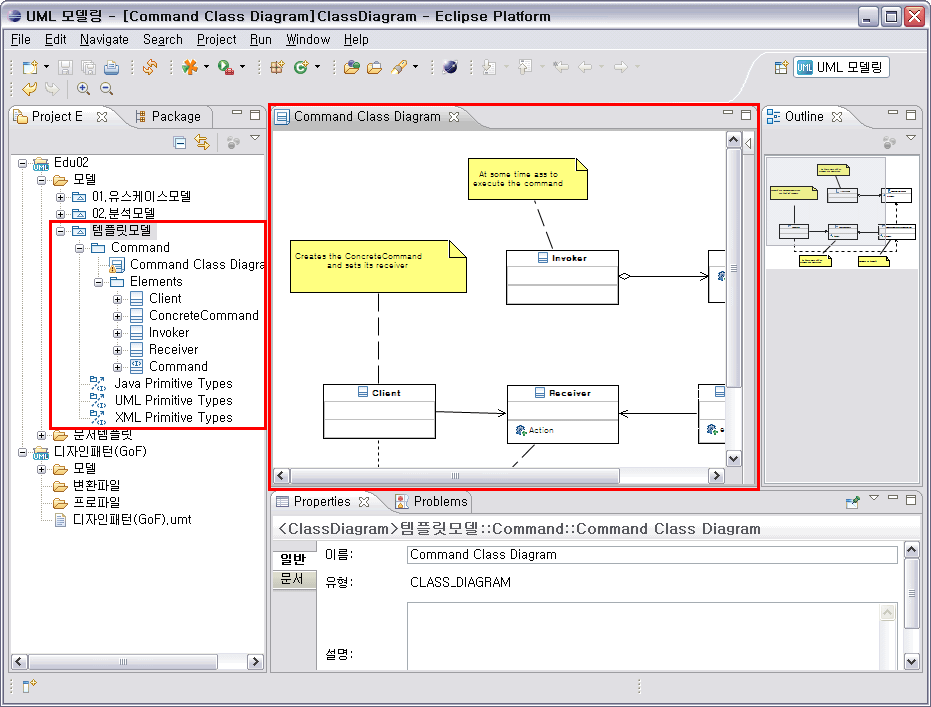 UML 모델링 - [Command Class Diagram]ClassDiagram - Eclipse Platform
File Edit Navigate Search Project Run Window Help
UML 모델링
Project E
Package
Edu02
모델
01.유스케이스모델
02.분석모델
템플릿모델
Command
Command Class Diagra
Elements
Client
ConcreteCommand
Invoker
Receiver
Command
Java Primitive Types
UML Primitive Types
XML Primitive Types
문서템플릿
디자인패턴(GoF)
모델
변환파일
프로파일
디자인패턴(GoF).umt
Command Class Diagram
At some time ass to
execute the command
Creates the ConcreteCommand
and sets its receiver
Invoker
Client
Receiver
Action
Outline
Properties
Problems
<ClassDiagram>템플릿모델::Command::Command Class Diagram
일반
문서
이름:
Command Class Diagram
유형:
CLASS_DIAGRAM
설명: